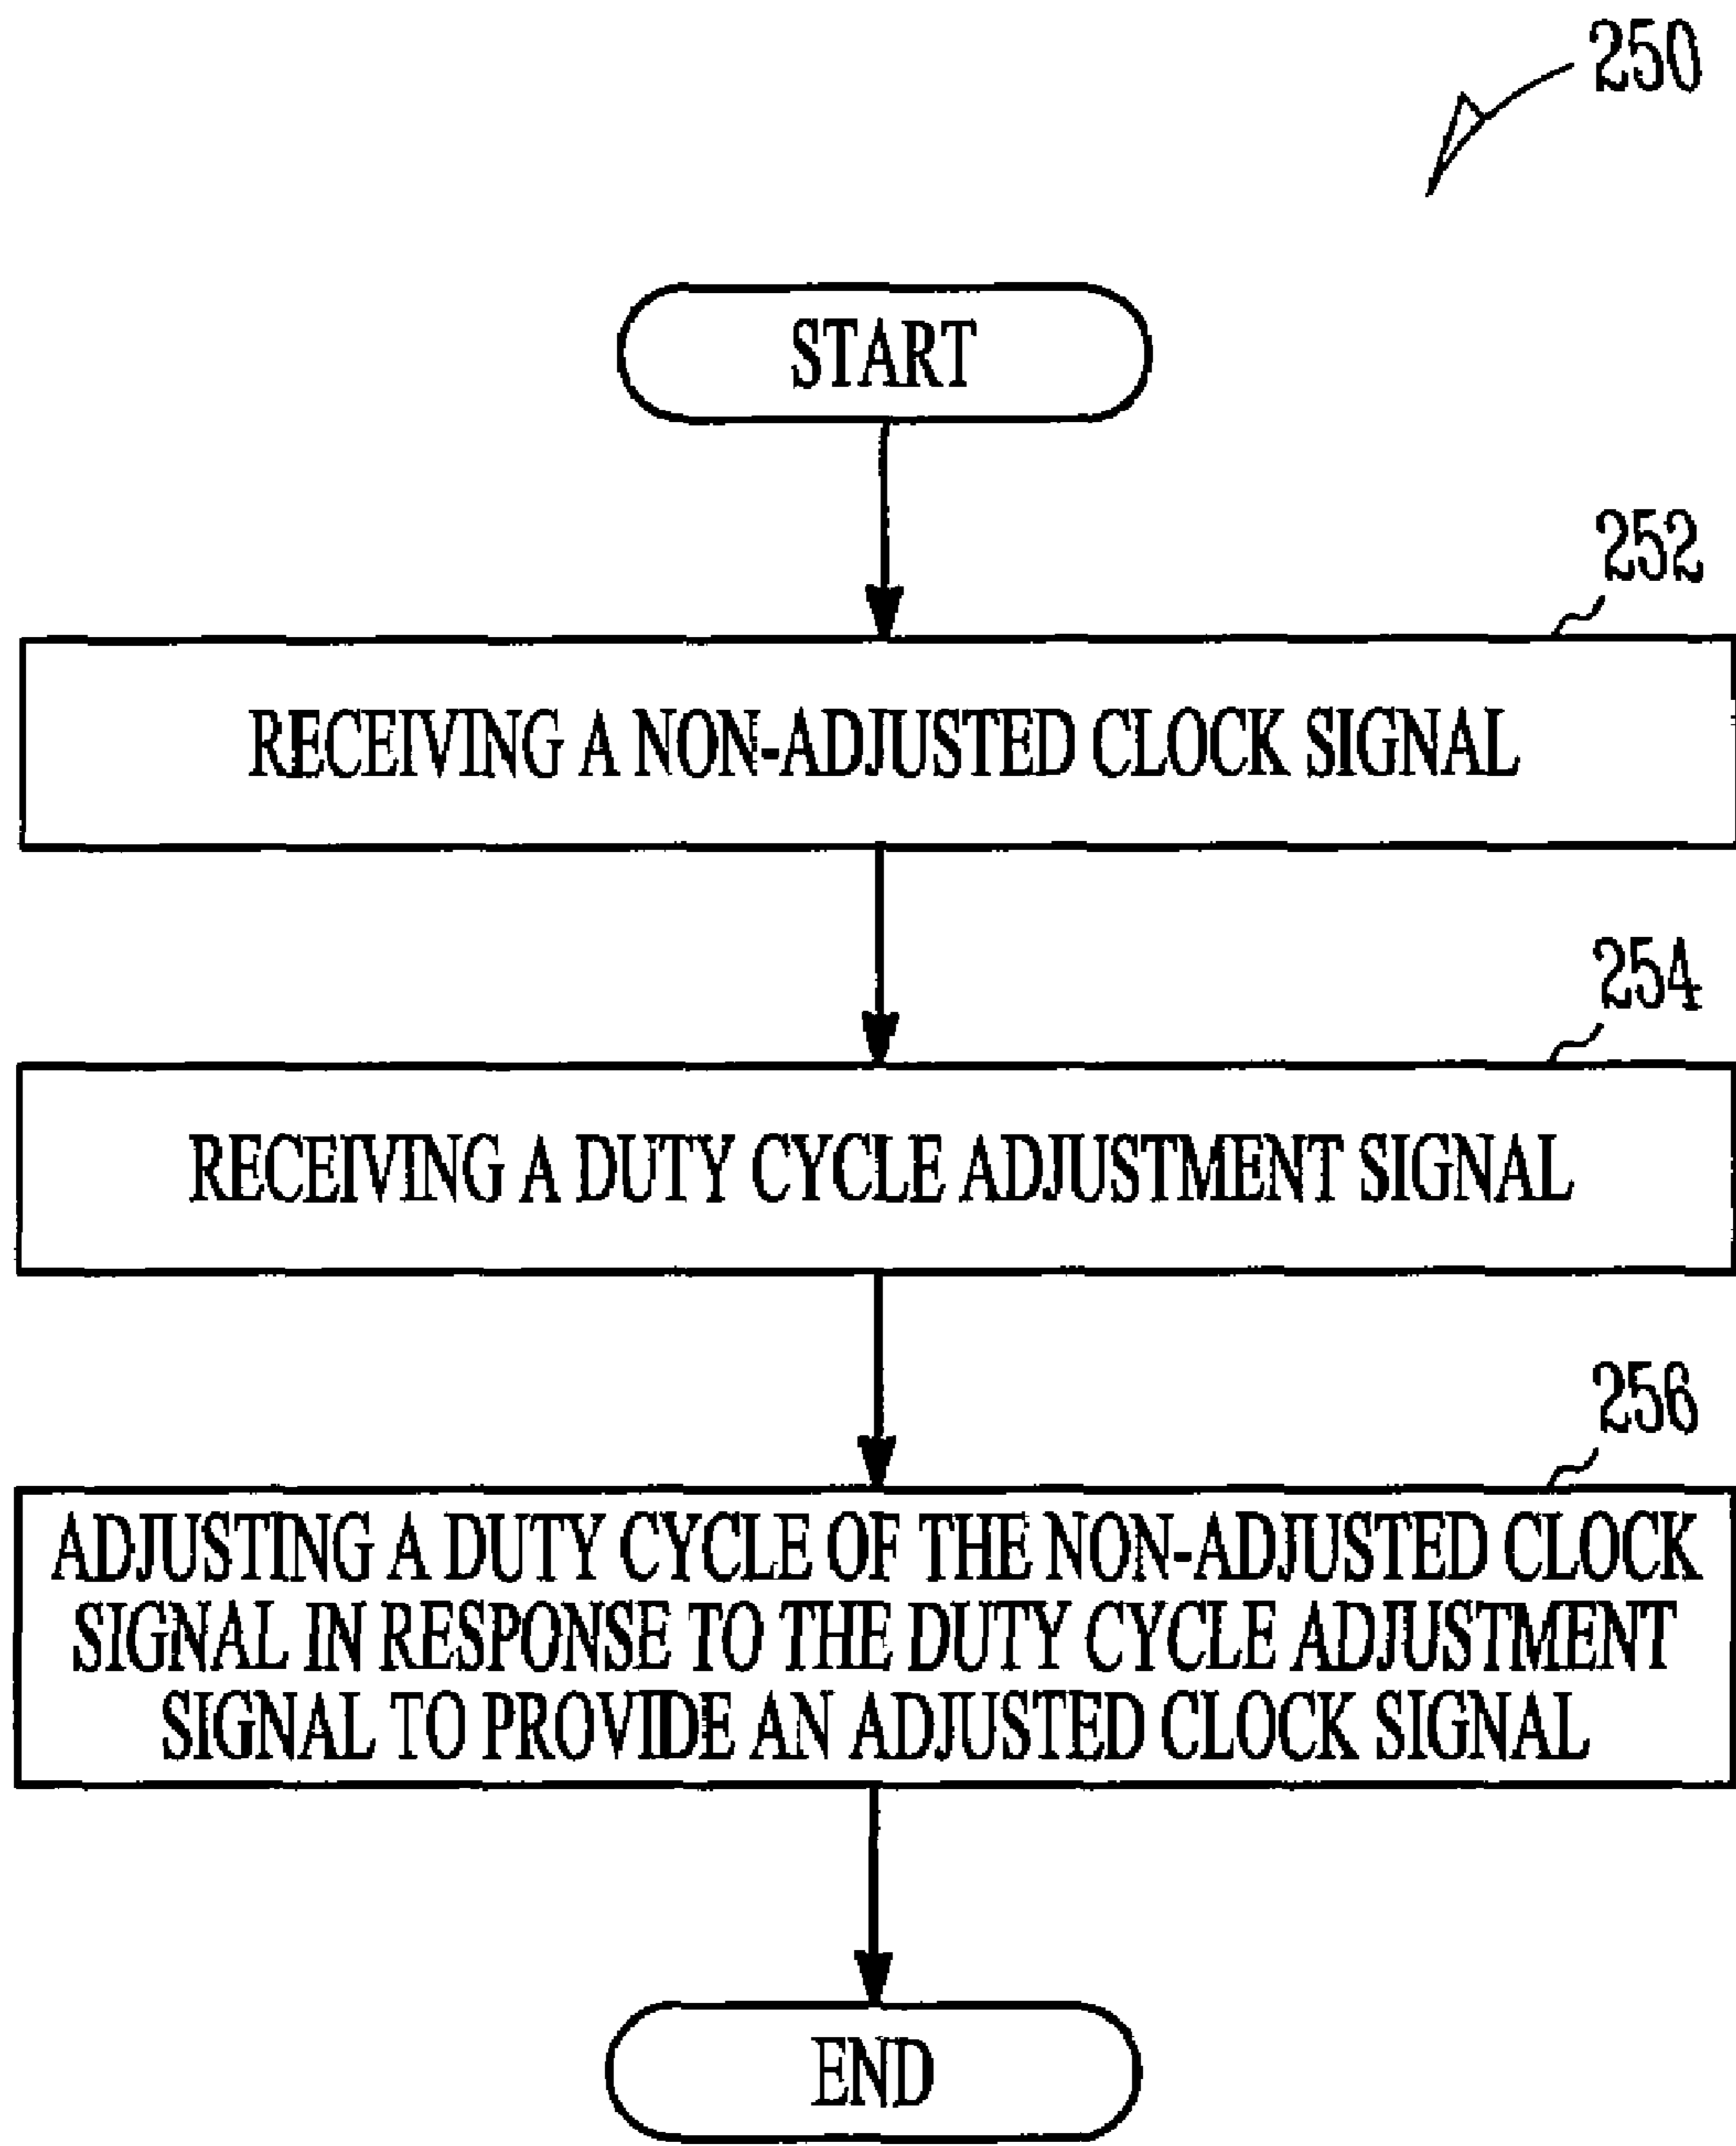 250
START
252
RECEIVING A NON-ADJUSTED CLOCK SIGNAL
254
RECEIVING A DUTY CYCLE ADJUSTMENT SIGNAL
256
ADJUSTING A DUTY CYCLE OF THE NON-ADJUSTED CLOCK
SIGNAL IN RESPONSE TO THE DUTY CYCLE ADJUSTMENT
SIGNAL TO PROVIDE AN ADJUSTED CLOCK SIGNAL
END